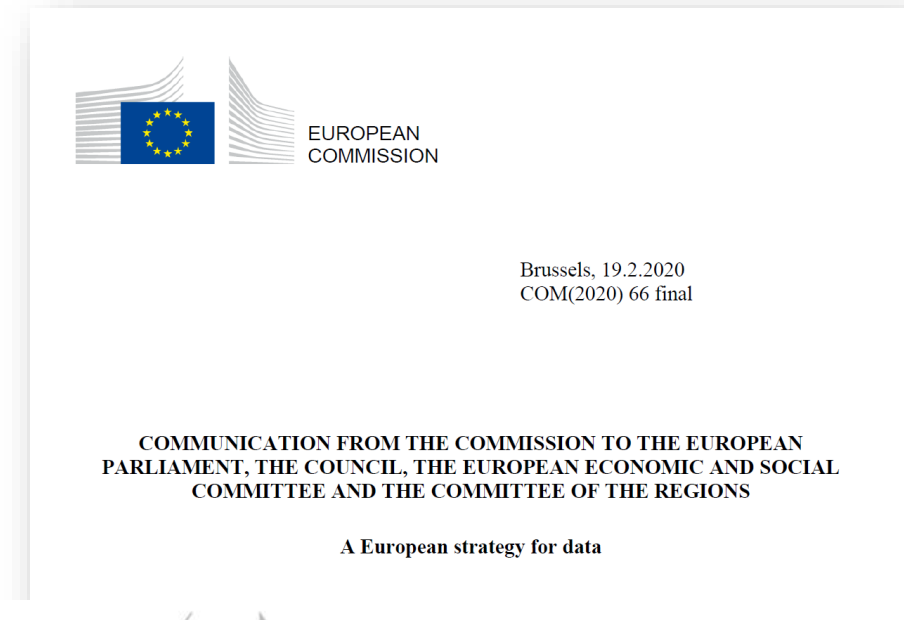 EUROPEAN
COMMISSION
Brussels, 19.2.2020
COM(2020) 66 final
COMMUNICATION FROM THE COMMISSION TO THE EUROPEAN
PARLIAMENT, THE COUNCIL, THE EUROPEAN ECONOMIC AND SOCIAL
COMMITTEE AND THE COMMITTEE OF THE REGIONS
A European strategy for data